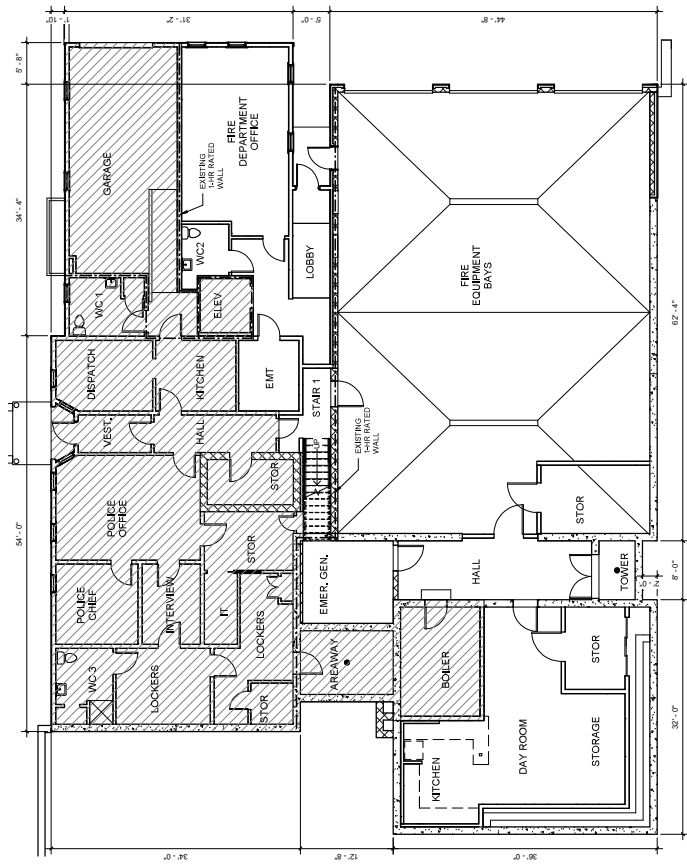 1' - 10"
31' - 2"
5' - 0"
44' - 8"
5' - 8"
34' - 4"
54' - 0"
62' - 4"
8' - 0"
2' - 0"
32' - 0"
34' - 0"
12' - 8"
36' - 0"
GARAGE
FIRE
DEPARTMENT
OFFICE
EXISTING
1-HR RATED
WALL
WC 1
WC2
ELEV
LOBBY
FIRE
EQUIPMENT
BAYS
DISPATCH
KITCHEN
EMT
VEST.
HALL
STAIR 1
UP
EXISTING
1-HR RATED
WALL
POLICE
OFFICE
STOR
STOR
STOR
POLICE
CHIEF
INTERVIEW
IT
EMER. GEN.
HALL
TOWER
WC 3
LOCKERS
LOCKERS
STOR
AREAWAY
BOILER
STOR
KITCHEN
DAY ROOM
STORAGE